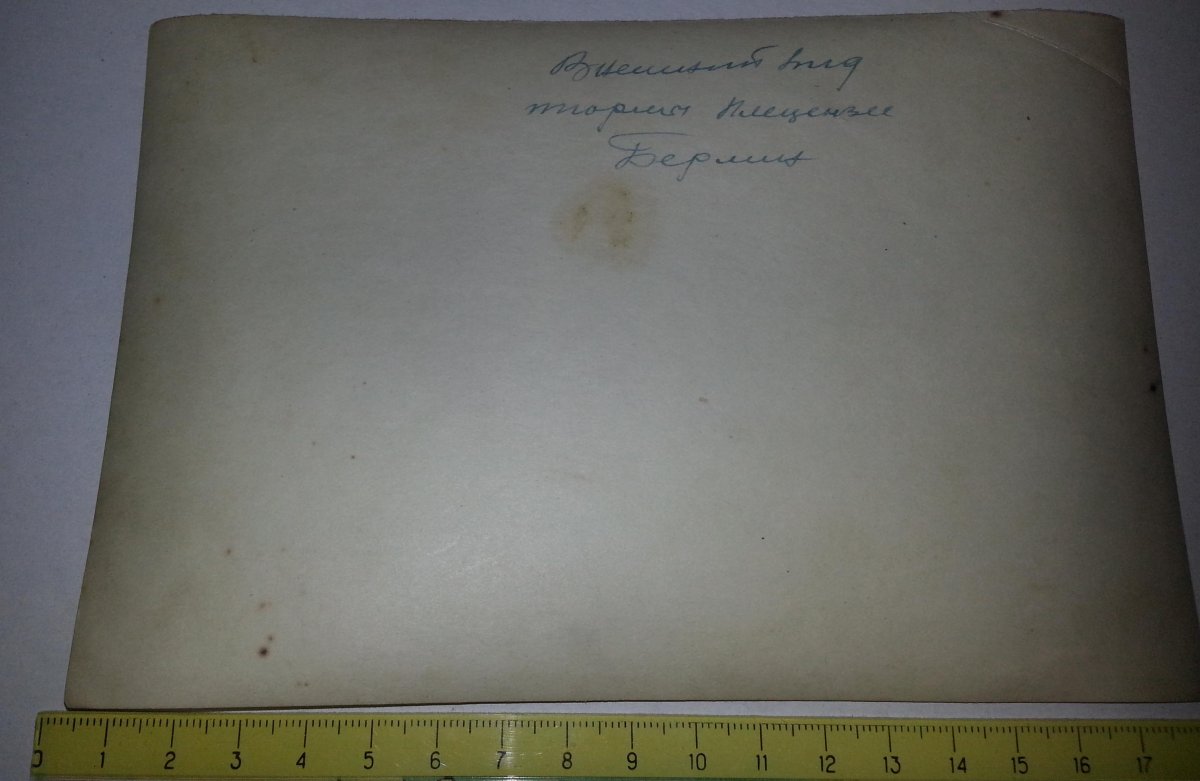 Внешний вид
тюрьмы Плецензее
Берлин
0 1 2 3 4 5 6 7 8 9 10 11 12 13 14 15 16 17